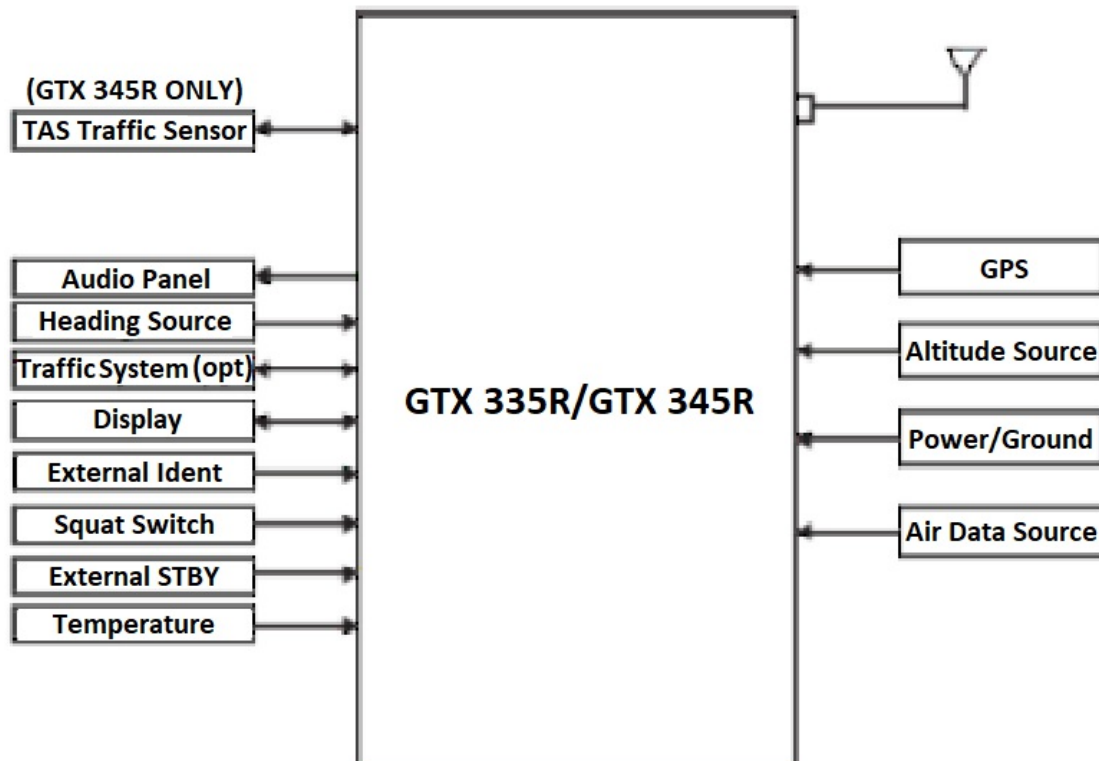 (GTX 345R ONLY)
TAS Traffic Sensor
Audio Panel
Heading Source
Traffic System (opt)
Display
External Ident
Squat Switch
External STBY
Temperature
GTX 335R/GTX 345R
GPS
Altitude Source
Power/Ground
Air Data Source